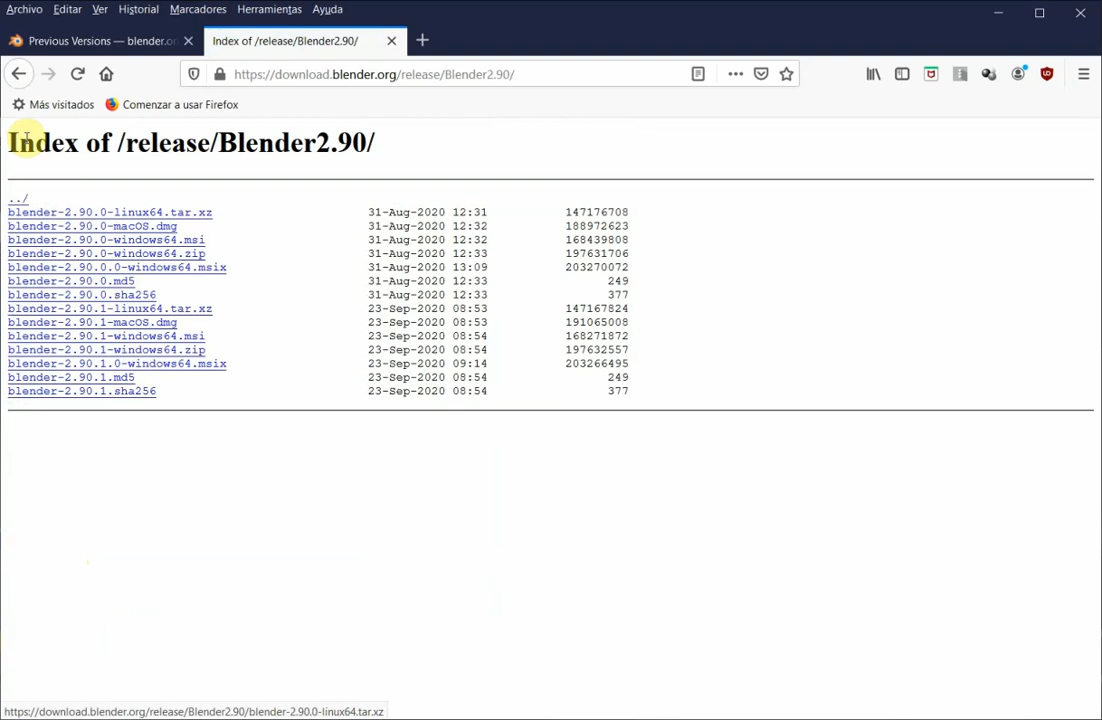 Archivo Editar Ver Historial Marcadores Herramientas Ayuda
Previous Versions — blender.or Index of /release/Blender2.90/
https://download.blender.org/release/Blender2.90/
Más visitados Comenzar a usar Firefox
Index of /release/Blender2.90/
../
blender-2.90.0-linux64.tar.xz 31-Aug-2020 12:31 147176708
blender-2.90.0-macOS.dmg 31-Aug-2020 12:32 188972623
blender-2.90.0-windows64.msi 31-Aug-2020 12:32 168439808
blender-2.90.0-windows64.zip 31-Aug-2020 12:33 197631706
blender-2.90.0.0-windows64.msix 31-Aug-2020 13:09 203270072
blender-2.90.0.md5 31-Aug-2020 12:33 249
blender-2.90.0.sha256 31-Aug-2020 12:33 377
blender-2.90.1-linux64.tar.xz 23-Sep-2020 08:53 147167824
blender-2.90.1-macOS.dmg 23-Sep-2020 08:53 191065008
blender-2.90.1-windows64.msi 23-Sep-2020 08:54 168271872
blender-2.90.1-windows64.zip 23-Sep-2020 08:54 197632557
blender-2.90.1.0-windows64.msix 23-Sep-2020 09:14 203266495
blender-2.90.1.md5 23-Sep-2020 08:54 249
blender-2.90.1.sha256 23-Sep-2020 08:54 377
https://download.blender.org/release/Blender2.90/blender-2.90.0-linux64.tar.xz